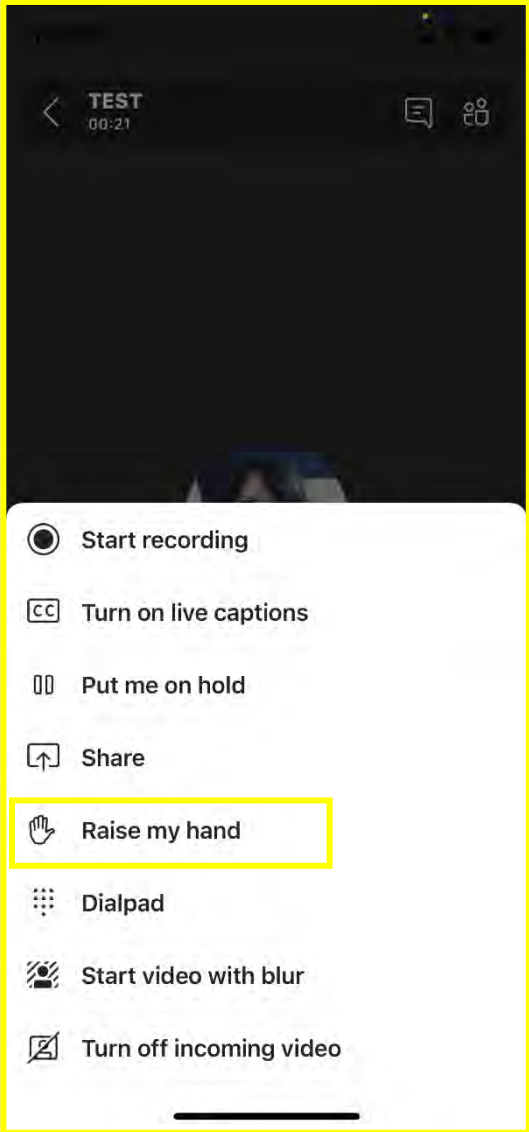 TEST
00:21
Start recording
CC Turn on live captions
Put me on hold
Share
Raise my hand
Dialpad
Start video with blur
Turn off incoming video